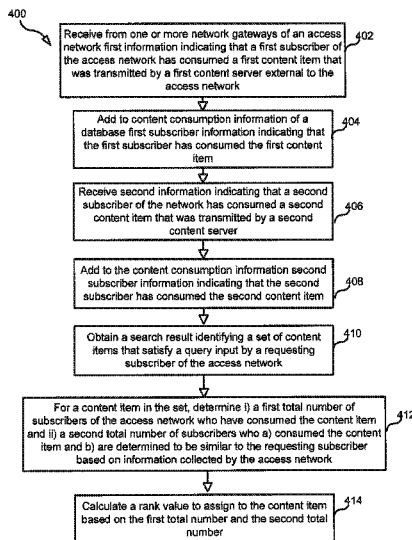 400
Receive from one or more network gateways of an access
network first information indicating that a first subscriber of
the access network has consumed a first content item that
was transmitted by a first content server external to the
access network
402
Add to content consumption information of a
database first subscriber information indicating that
the first subscriber has consumed the first content
item
404
Receive second information indicating that a second
subscriber of the network has consumed a second
content item that was transmitted by a second
content server
406
Add to the content consumption information second
subscriber information indicating that the second
subscriber has consumed the second content item
408
Obtain a search result identifying a set of content
items that satisfy a query input by a requesting
subscriber of the access network
410
For a content item in the set, determine i) a first total number of
subscribers of the access network who have consumed the content item
and ii) a second total number of subscribers who a) consumed the content
item and b) are determined to be similar to the requesting subscriber
based on information collected by the access network
412
Calculate a rank value to assign to the content item
based on the first total number and the second total
number
414